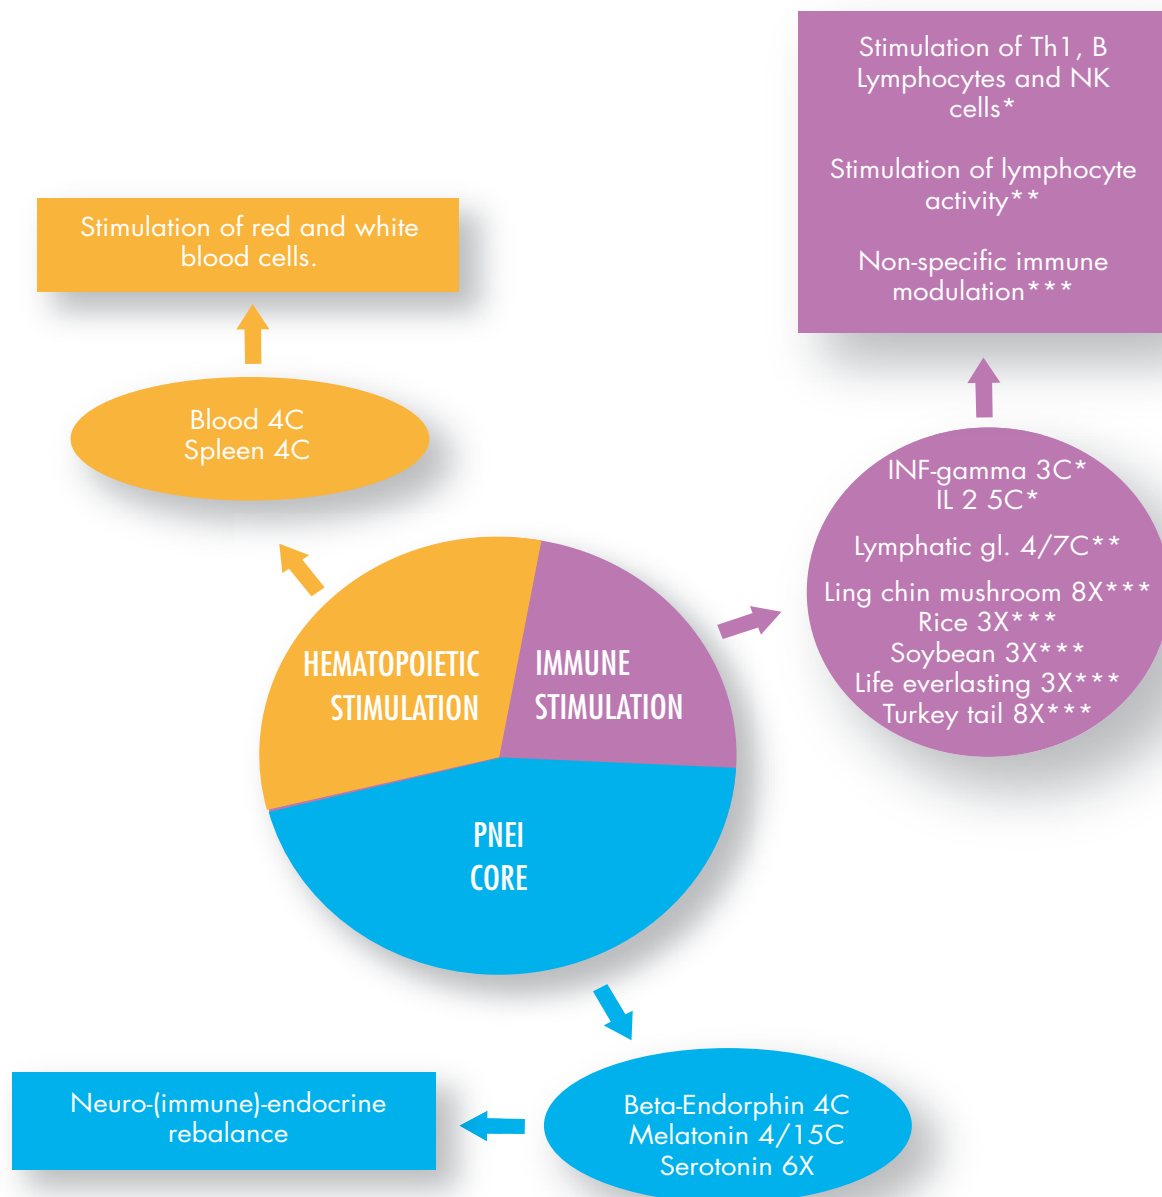 Stimulation of Th1, B
Lymphocytes and NK
cells*
Stimulation of lymphocyte
activity**
Non-specific immune
modulation***
Stimulation of red and white
blood cells.
Blood 4C
Spleen 4C
INF-gamma 3C*
IL 2 5C*
Lymphatic gl. 4/7C**
Ling chin mushroom 8X***
Rice 3X***
Soybean 3X***
Life everlasting 3X***
Turkey tail 8X***
HEMATOPOIETIC
STIMULATION
IMMUNE
STIMULATION
PNEI
CORE
Neuro-(immune)-endocrine
rebalance
Beta-Endorphin 4C
Melatonin 4/15C
Serotonin 6X